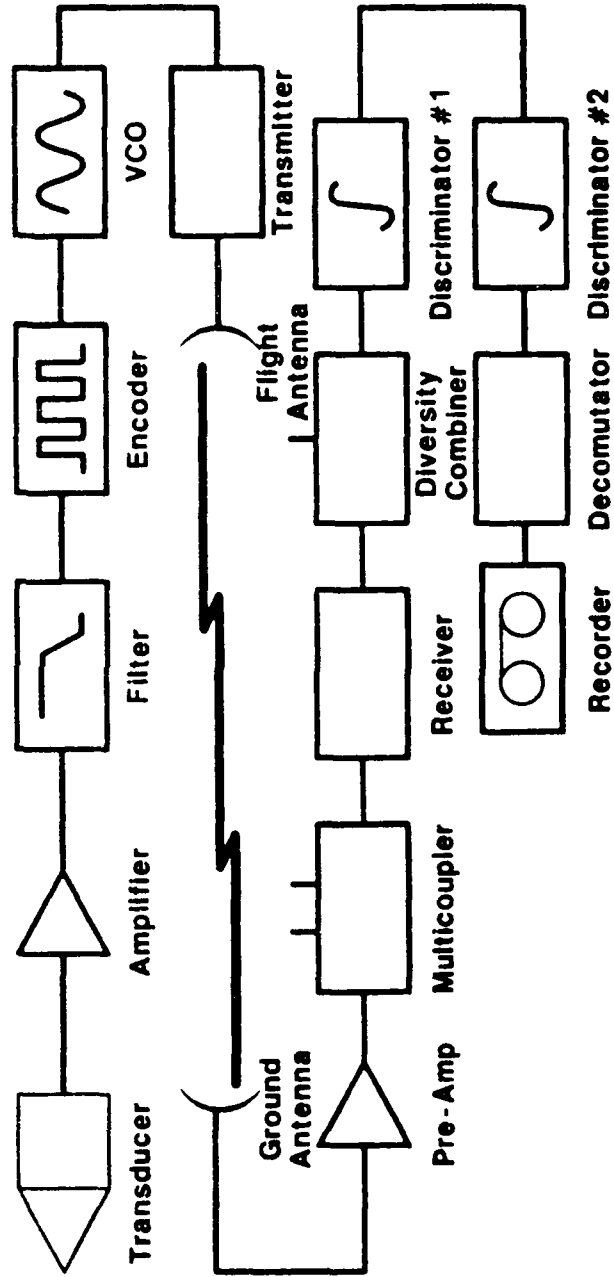 Transducer
Amplifier
Filter
Encoder
VCO
Transmitter
Flight
Antenna
Ground
Antenna
Pre-Amp
Multicoupler
Receiver
Diversity
Combiner
Discriminator #1
Discriminator #2
Decomutator
Recorder